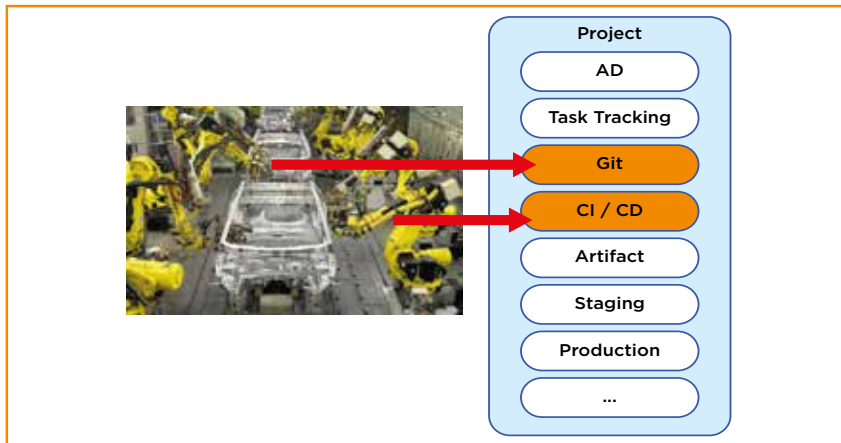 Project
AD
Task Tracking
Git
CI / CD
Artifact
Staging
Production
...